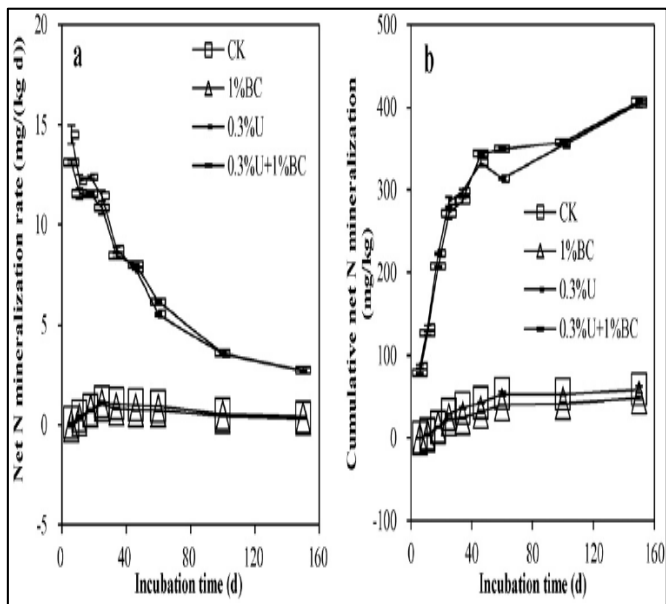 a
Net N mineralization rate (mg/(kg d)
20
15
10
5
0
-5
CK
1%BC
0.3%U
0.3%U+1%BC
0 40 80 120 160
Incubation time (d)
b
Cumulative net N mineralization
(mg/kg)
500
400
300
200
100
0
-100
CK
1%BC
0.3%U
0.3%U+1%BC
0 40 80 120 160
Incubation time (d)